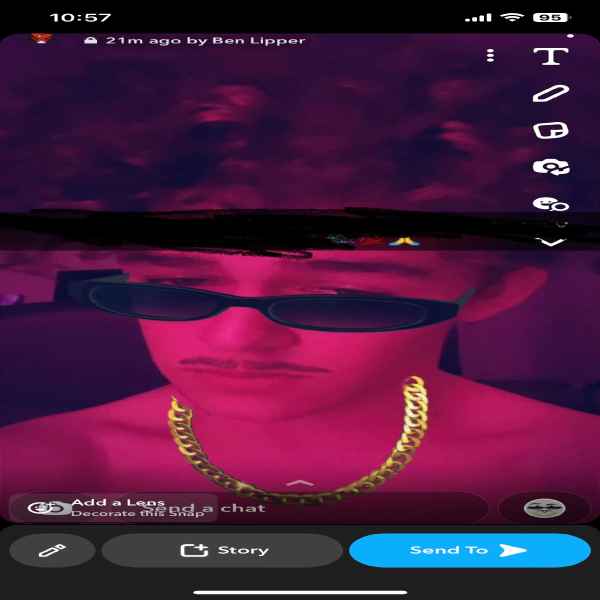 10:57
95
21m ago by Ben Lipper
T
Add a Lens
Decorate this Snap
Send a chat
Story
Send To